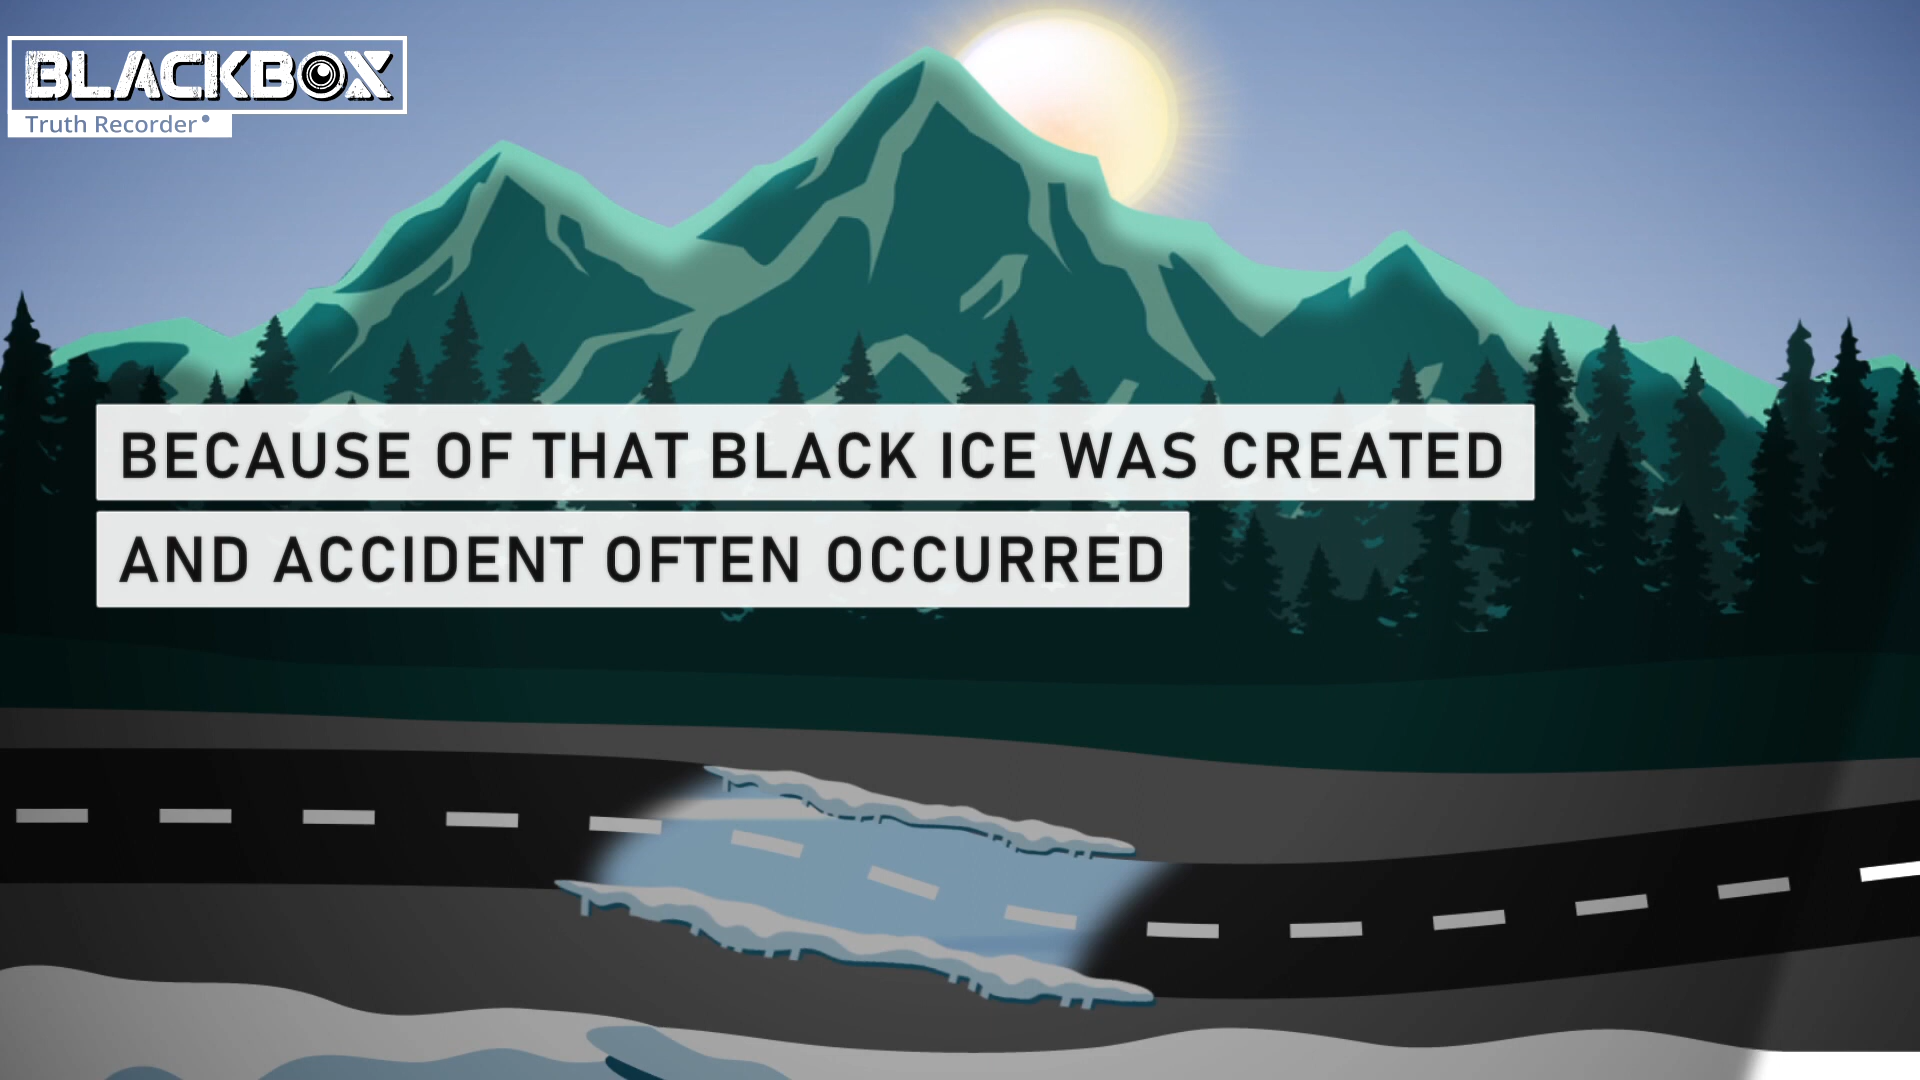 BLACKBOX
Truth Recorder
BECAUSE OF THAT BLACK ICE WAS CREATED
AND ACCIDENT OFTEN OCCURRED